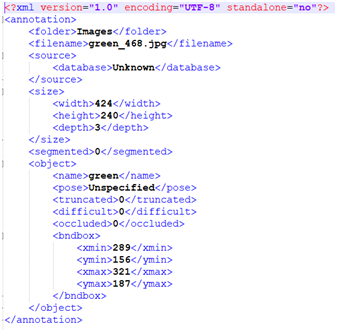 <?xml version="1.0" encoding="UTF-8" standalone="no"?>
<annotation>
<folder>Images</folder>
<filename>green_468.jpg</filename>
<source>
<database>Unknown</database>
</source>
<size>
<width>424</width>
<height>240</height>
<depth>3</depth>
</size>
<segmented>0</segmented>
<object>
<name>green</name>
<pose>Unspecified</pose>
<truncated>0</truncated>
<difficult>0</difficult>
<occluded>0</occluded>
<bndbox>
<xmin>289</xmin>
<ymin>156</ymin>
<xmax>321</xmax>
<ymax>187</ymax>
</bndbox>
</object>
</annotation>